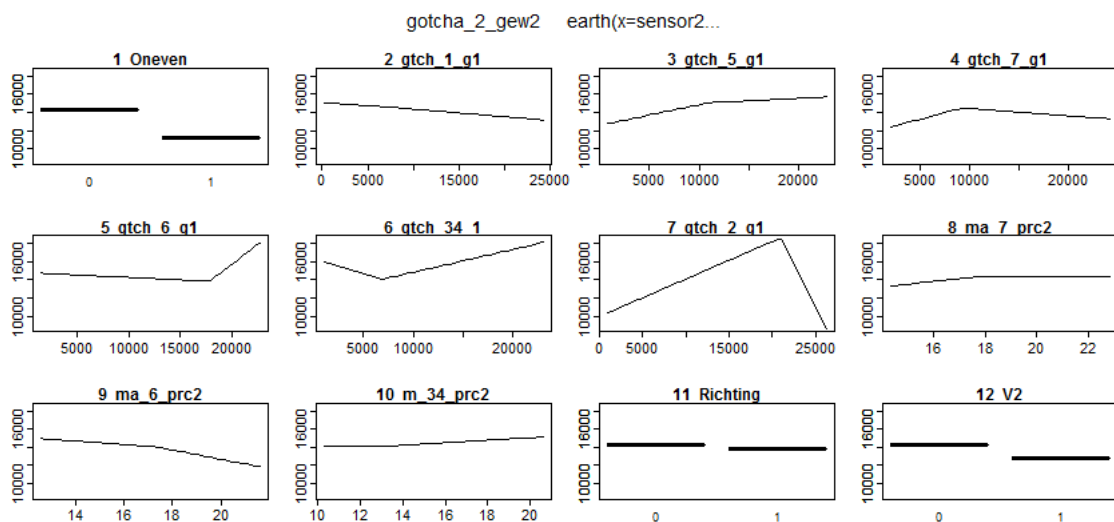 gotcha_2_gew2 earth(x=sensor2...
1 Oneven 2 gtch_1_g1 3 gtch_5_g1 4 gtch_7_g1
10000 16000 10000 16000 10000 16000 10000 16000
0 1 0 5000 15000 25000 5000 10000 20000 5000 10000 20000
5 gtch_6_g1 6 gtch_34_1 7 gtch_2_g1 8 ma_7_prc2
10000 16000 10000 16000 10000 16000 10000 16000
5000 10000 15000 20000 5000 10000 15000 20000 0 5000 15000 25000 16 18 20 22
9 ma_6_prc2 10 m_34_prc2 11 Richting 12 V2
10000 16000 10000 16000 10000 16000 10000 16000
14 16 18 20 10 12 14 16 18 20 0 1 0 1